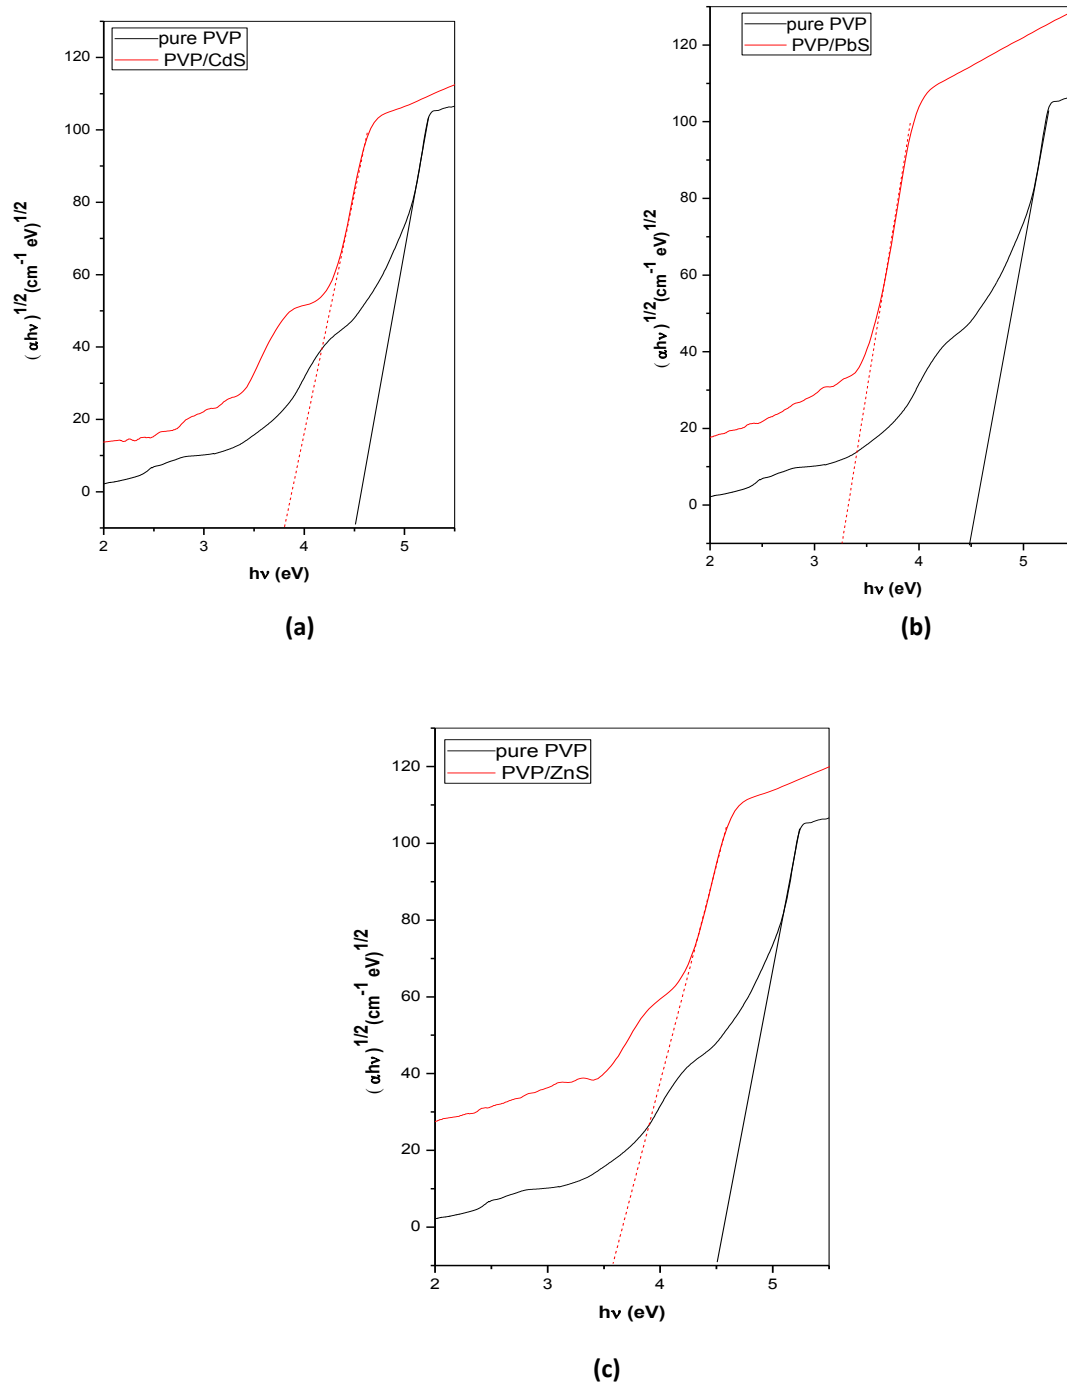 pure PVP
PVP/CdS
120
100
80
60
40
20
0
(αhν)^1/2(cm^-1 eV)^1/2
2 3 4 5
hν (eV)
(a)
pure PVP
PVP/PbS
120
100
80
60
40
20
0
(αhν)^1/2(cm^-1 eV)^1/2
2 3 4 5
hν (eV)
(b)
pure PVP
PVP/ZnS
120
100
80
60
40
20
0
(αhν)^1/2(cm^-1 eV)^1/2
2 3 4 5
hν (eV)
(c)